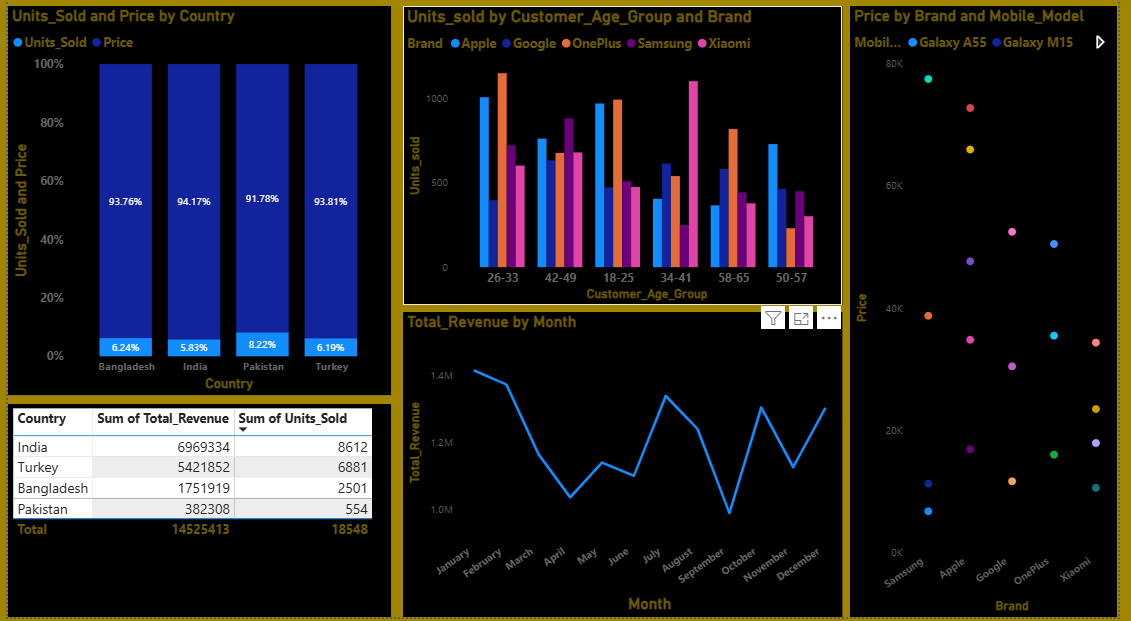 Units_Sold and Price by Country
Units_Sold Price
100%
80%
60%
40%
20%
0%
Units_Sold and Price
93.76% 94.17% 91.78% 93.81%
6.24% 5.83% 8.22% 6.19%
Bangladesh India Pakistan Turkey
Country
Country Sum of Total_Revenue Sum of Units_Sold
India 6969334 8612
Turkey 5421852 6881
Bangladesh 1751919 2501
Pakistan 382308 554
Total 14525413 18548
Units_sold by Customer_Age_Group and Brand
Brand Apple Google OnePlus Samsung Xiaomi
1000
500
0
Units_sold
26-33 42-49 18-25 34-41 58-65 50-57
Customer_Age_Group
Total_Revenue by Month
1.4M
1.2M
1.0M
Total_Revenue
January February March April May June July August September October November December
Month
Price by Brand and Mobile_Model
Mobil... Galaxy A55 Galaxy M15
80K
60K
40K
20K
0K
Price
Samsung Apple Google OnePlus Xiaomi
Brand